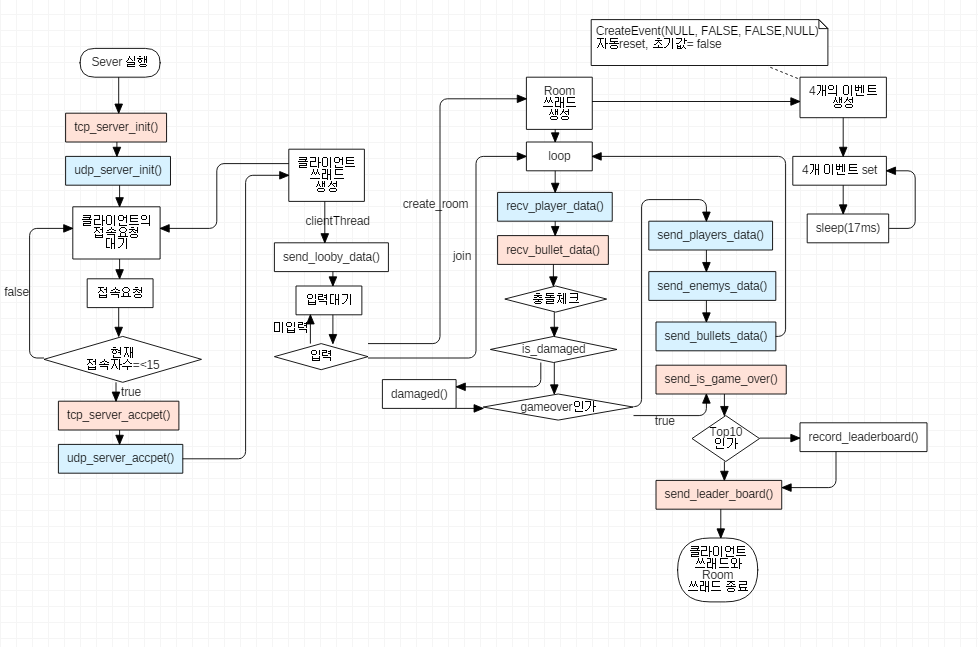 Sever 실행
tcp_server_init()
udp_server_init()
클라이언트의
접속요청
대기
접속요청
false
현재
접속자수=<15
true
tcp_server_accpet()
udp_server_accpet()
클라이언트
쓰래드
생성
clientThread
send_looby_data()
입력대기
미입력
입력
create_room
join
Room
쓰래드
생성
loop
recv_player_data()
recv_bullet_data()
충돌체크
is_damaged
damaged()
gameover인가
true
send_players_data()
send_enemys_data()
send_bullets_data()
send_is_game_over()
Top10
인가
record_leaderboard()
send_leader_board()
클라이언트
쓰래드와
Room
쓰래드 종료
CreateEvent(NULL, FALSE, FALSE,NULL)
자동reset, 초기값= false
4개의 이벤트
생성
4개 이벤트 set
sleep(17ms)